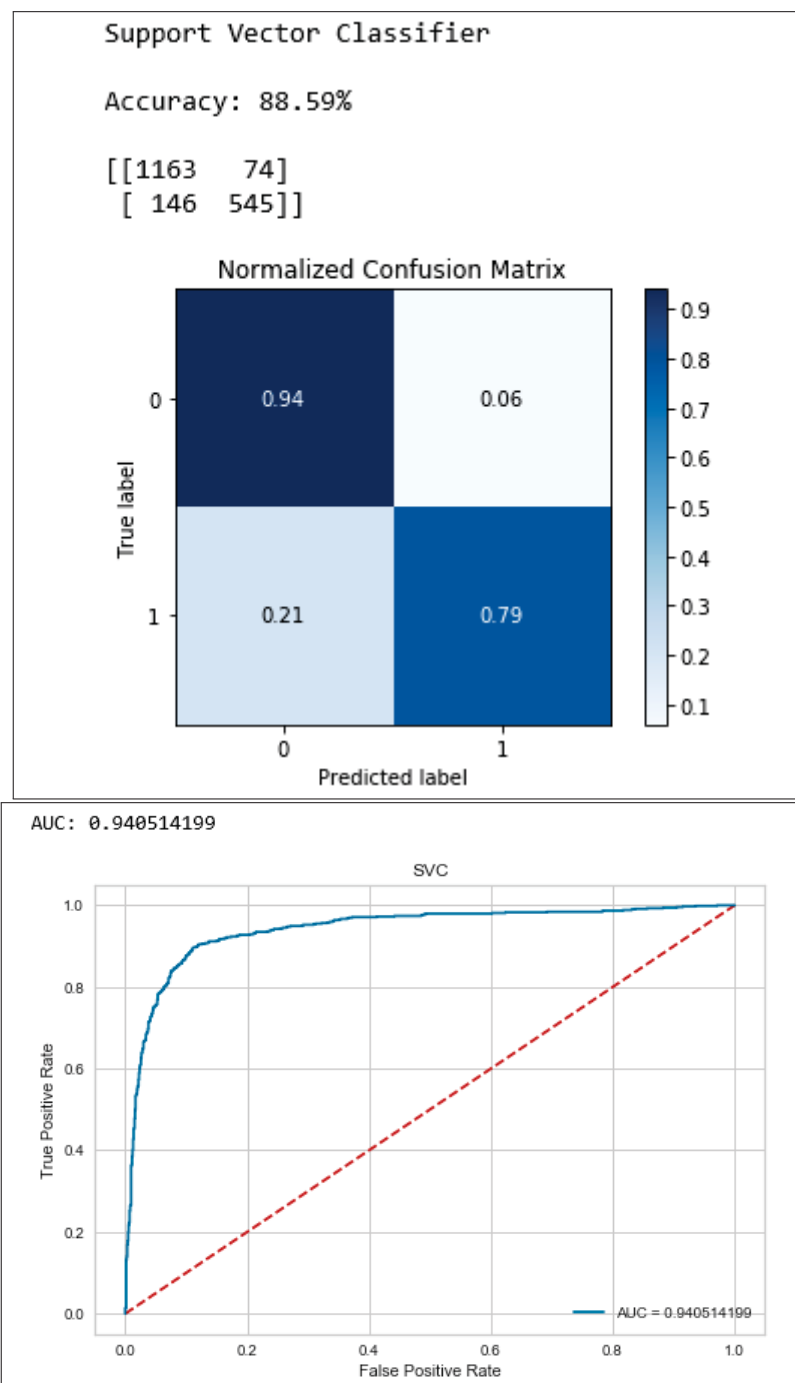 Support Vector Classifier
Accuracy: 88.59%
[[1163 74]
[ 146 545]]
Normalized Confusion Matrix
0.9
0.8
0.7
0.6
0.5
0.4
0.3
0.2
0.1
True label
0
0.94
0.06
1
0.21
0.79
0
1
Predicted label
AUC: 0.940514199
SVC
True Positive Rate
1.0
0.8
0.6
0.4
0.2
0.0
AUC = 0.940514199
0.0
0.2
0.4
0.6
0.8
1.0
False Positive Rate